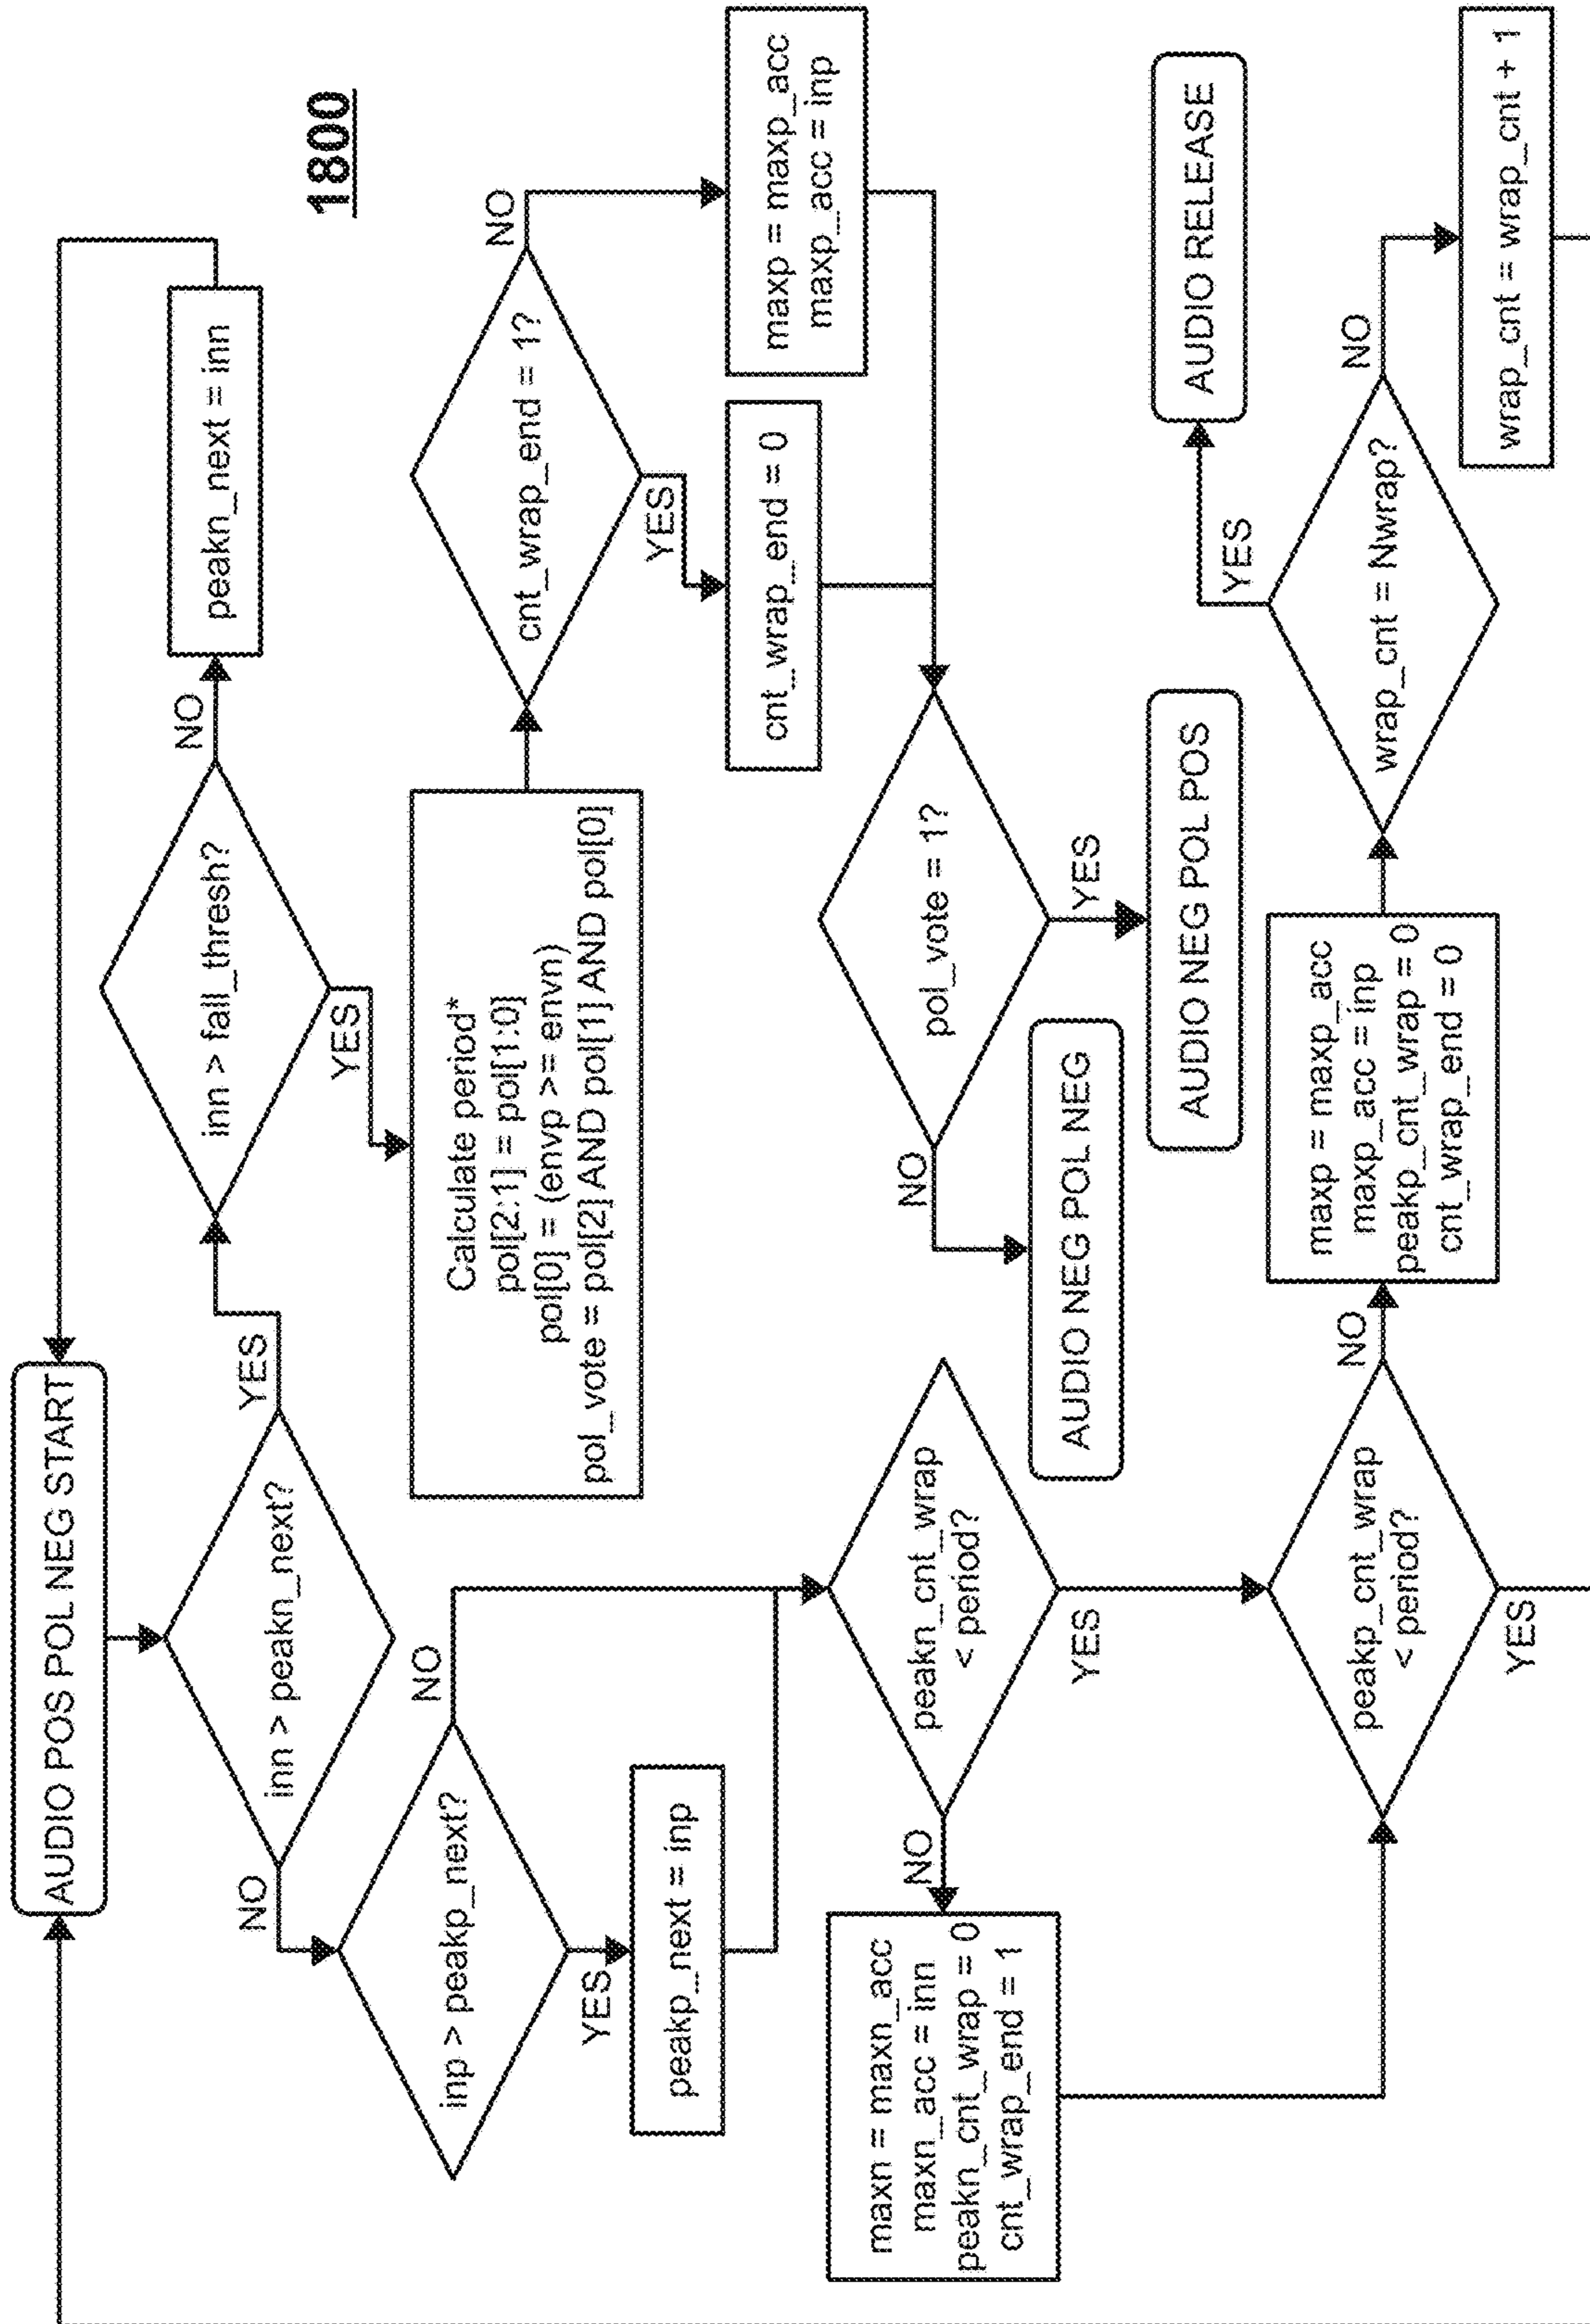 1800
AUDIO POS POL NEG START
inn > peakn_next?
YES
NO
inn > fall_thresh?
NO
YES
peakn_next = inn
Calculate period*
pol[2:1] = pol[1:0]
pol[0] = (envp >= envn)
pol_vote = pol[2] AND pol[1] AND pol[0]
cnt_wrap_end = 1?
NO
YES
maxp = maxp_acc
maxp_acc = inp
cnt_wrap_end = 0
pol_vote = 1?
NO
YES
AUDIO NEG POL NEG
AUDIO NEG POL POS
inp > peakp_next?
NO
YES
peakp_next = inp
peakn_cnt_wrap
< period?
NO
YES
maxn = maxn_acc
maxn_acc = inn
peakn_cnt_wrap = 0
cnt_wrap_end = 1
peakp_cnt_wrap
< period?
NO
YES
maxp = maxp_acc
maxp_acc = inp
peakp_cnt_wrap = 0
cnt_wrap_end = 0
wrap_cnt = Nwrap?
YES
NO
AUDIO RELEASE
wrap_cnt = wrap_cnt + 1